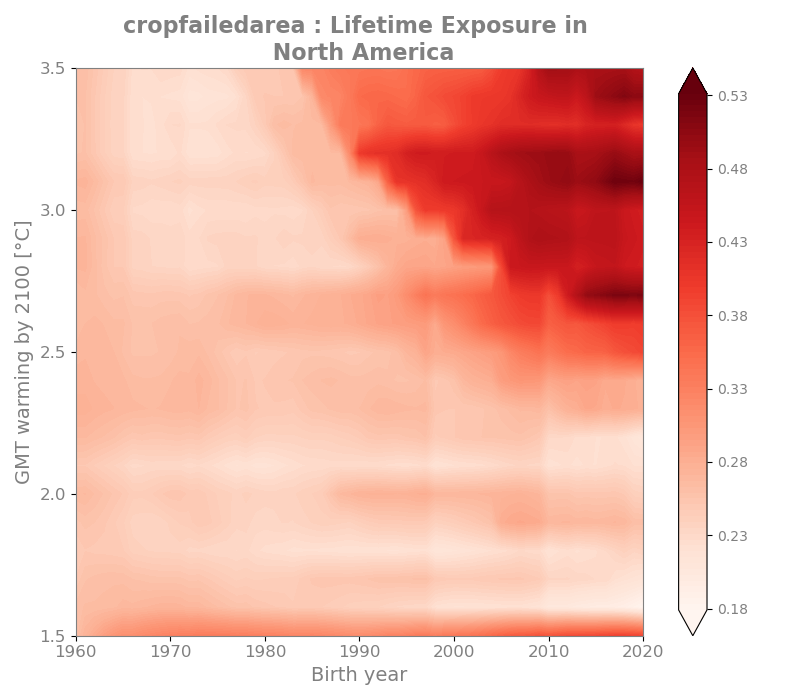 cropfailedarea : Lifetime Exposure in
North America
GMT warming by 2100 [°C]
3.5
3.0
2.5
2.0
1.5
1960 1970 1980 1990 2000 2010 2020
Birth year
0.53
0.48
0.43
0.38
0.33
0.28
0.23
0.18